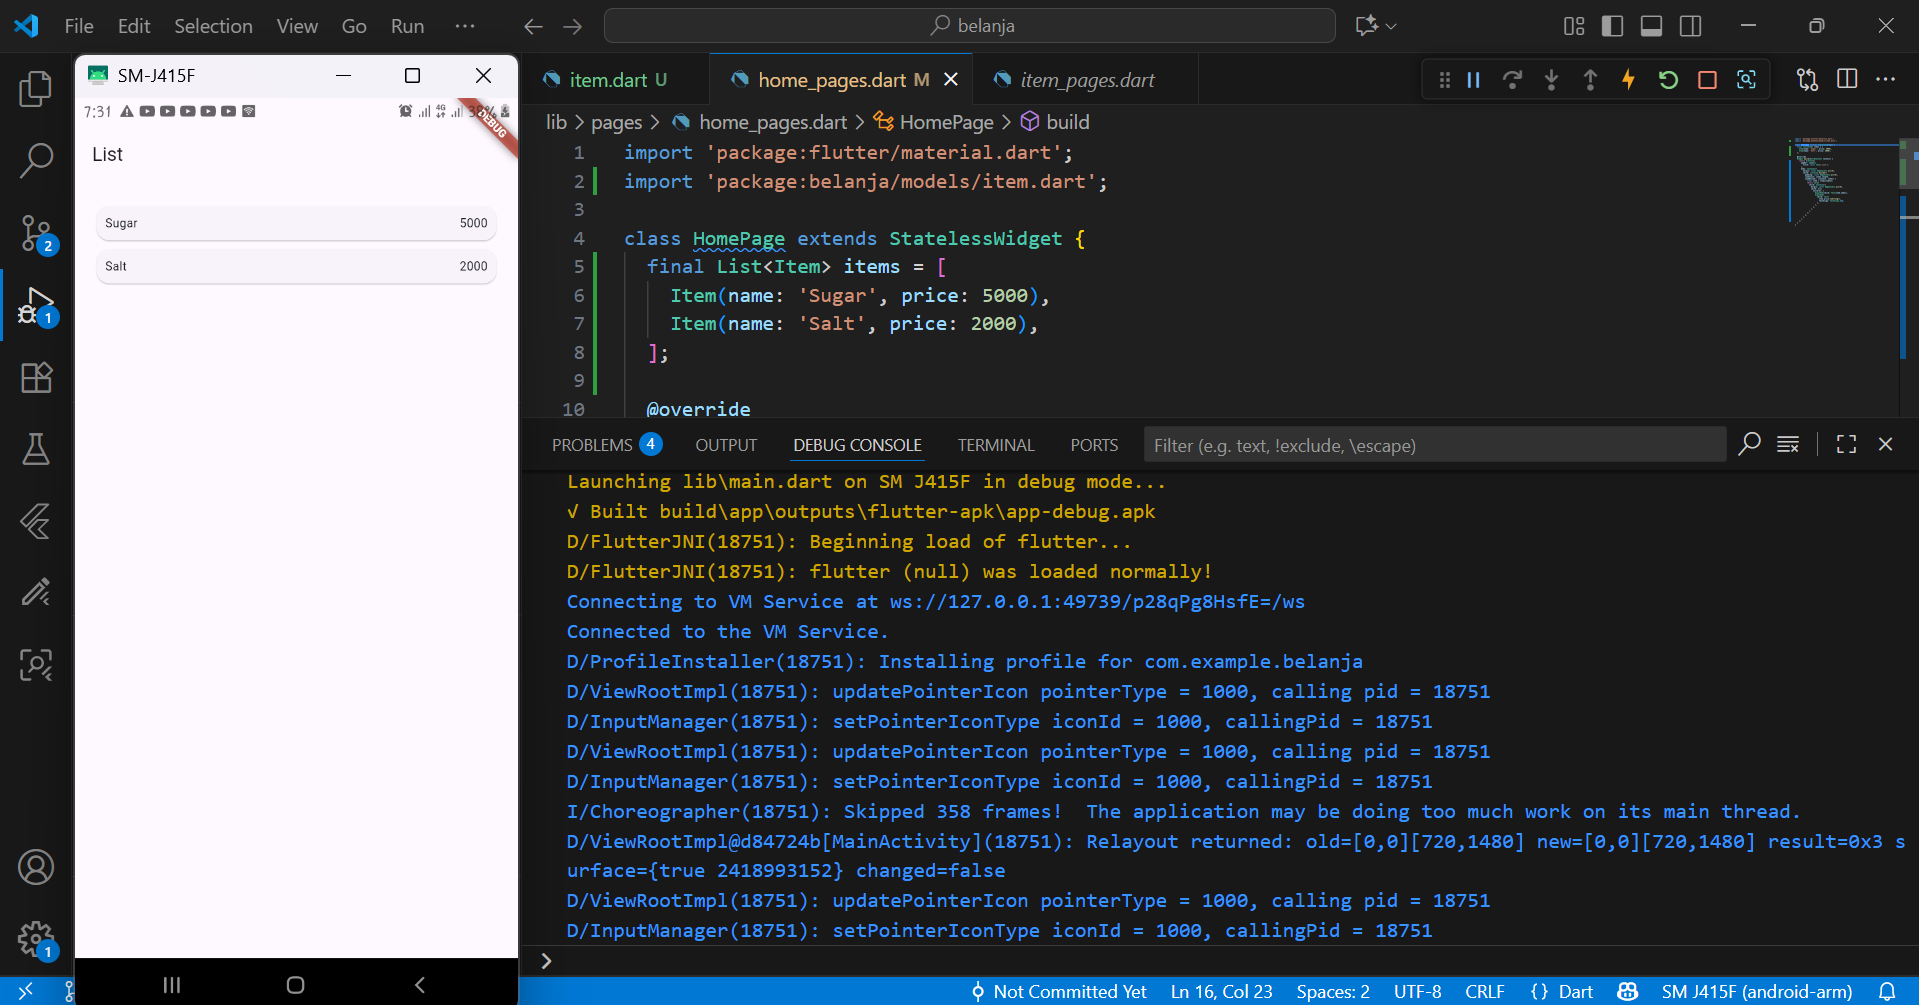 File Edit Selection View Go Run ··· belanja
SM-J415F
7:31 4G 38%
DEBUG
List
Sugar 5000
Salt 2000
item.dart U home_pages.dart M item_pages.dart
lib > pages > home_pages.dart > HomePage > build
1 import 'package:flutter/material.dart';
2 import 'package:belanja/models/item.dart';
3
4 class HomePage extends StatelessWidget {
5 final List<Item> items = [
6 Item(name: 'Sugar', price: 5000),
7 Item(name: 'Salt', price: 2000),
8 ];
9
10 @override
2
1
1
PROBLEMS 4 OUTPUT DEBUG CONSOLE TERMINAL PORTS Filter (e.g. text, !exclude, \escape)
Launching lib\main.dart on SM J415F in debug mode...
√ Built build\app\outputs\flutter-apk\app-debug.apk
D/FlutterJNI(18751): Beginning load of flutter...
D/FlutterJNI(18751): flutter (null) was loaded normally!
Connecting to VM Service at ws://127.0.0.1:49739/p28qPg8HsfE=/ws
Connected to the VM Service.
D/ProfileInstaller(18751): Installing profile for com.example.belanja
D/ViewRootImpl(18751): updatePointerIcon pointerType = 1000, calling pid = 18751
D/InputManager(18751): setPointerIconType iconId = 1000, callingPid = 18751
D/ViewRootImpl(18751): updatePointerIcon pointerType = 1000, calling pid = 18751
D/InputManager(18751): setPointerIconType iconId = 1000, callingPid = 18751
I/Choreographer(18751): Skipped 358 frames!  The application may be doing too much work on its main thread.
D/ViewRootImpl@d84724b[MainActivity](18751): Relayout returned: old=[0,0][720,1480] new=[0,0][720,1480] result=0x3 s
urface={true 2418993152} changed=false
D/ViewRootImpl(18751): updatePointerIcon pointerType = 1000, calling pid = 18751
D/InputManager(18751): setPointerIconType iconId = 1000, callingPid = 18751
>
Not Committed Yet Ln 16, Col 23 Spaces: 2 UTF-8 CRLF {} Dart SM J415F (android-arm)